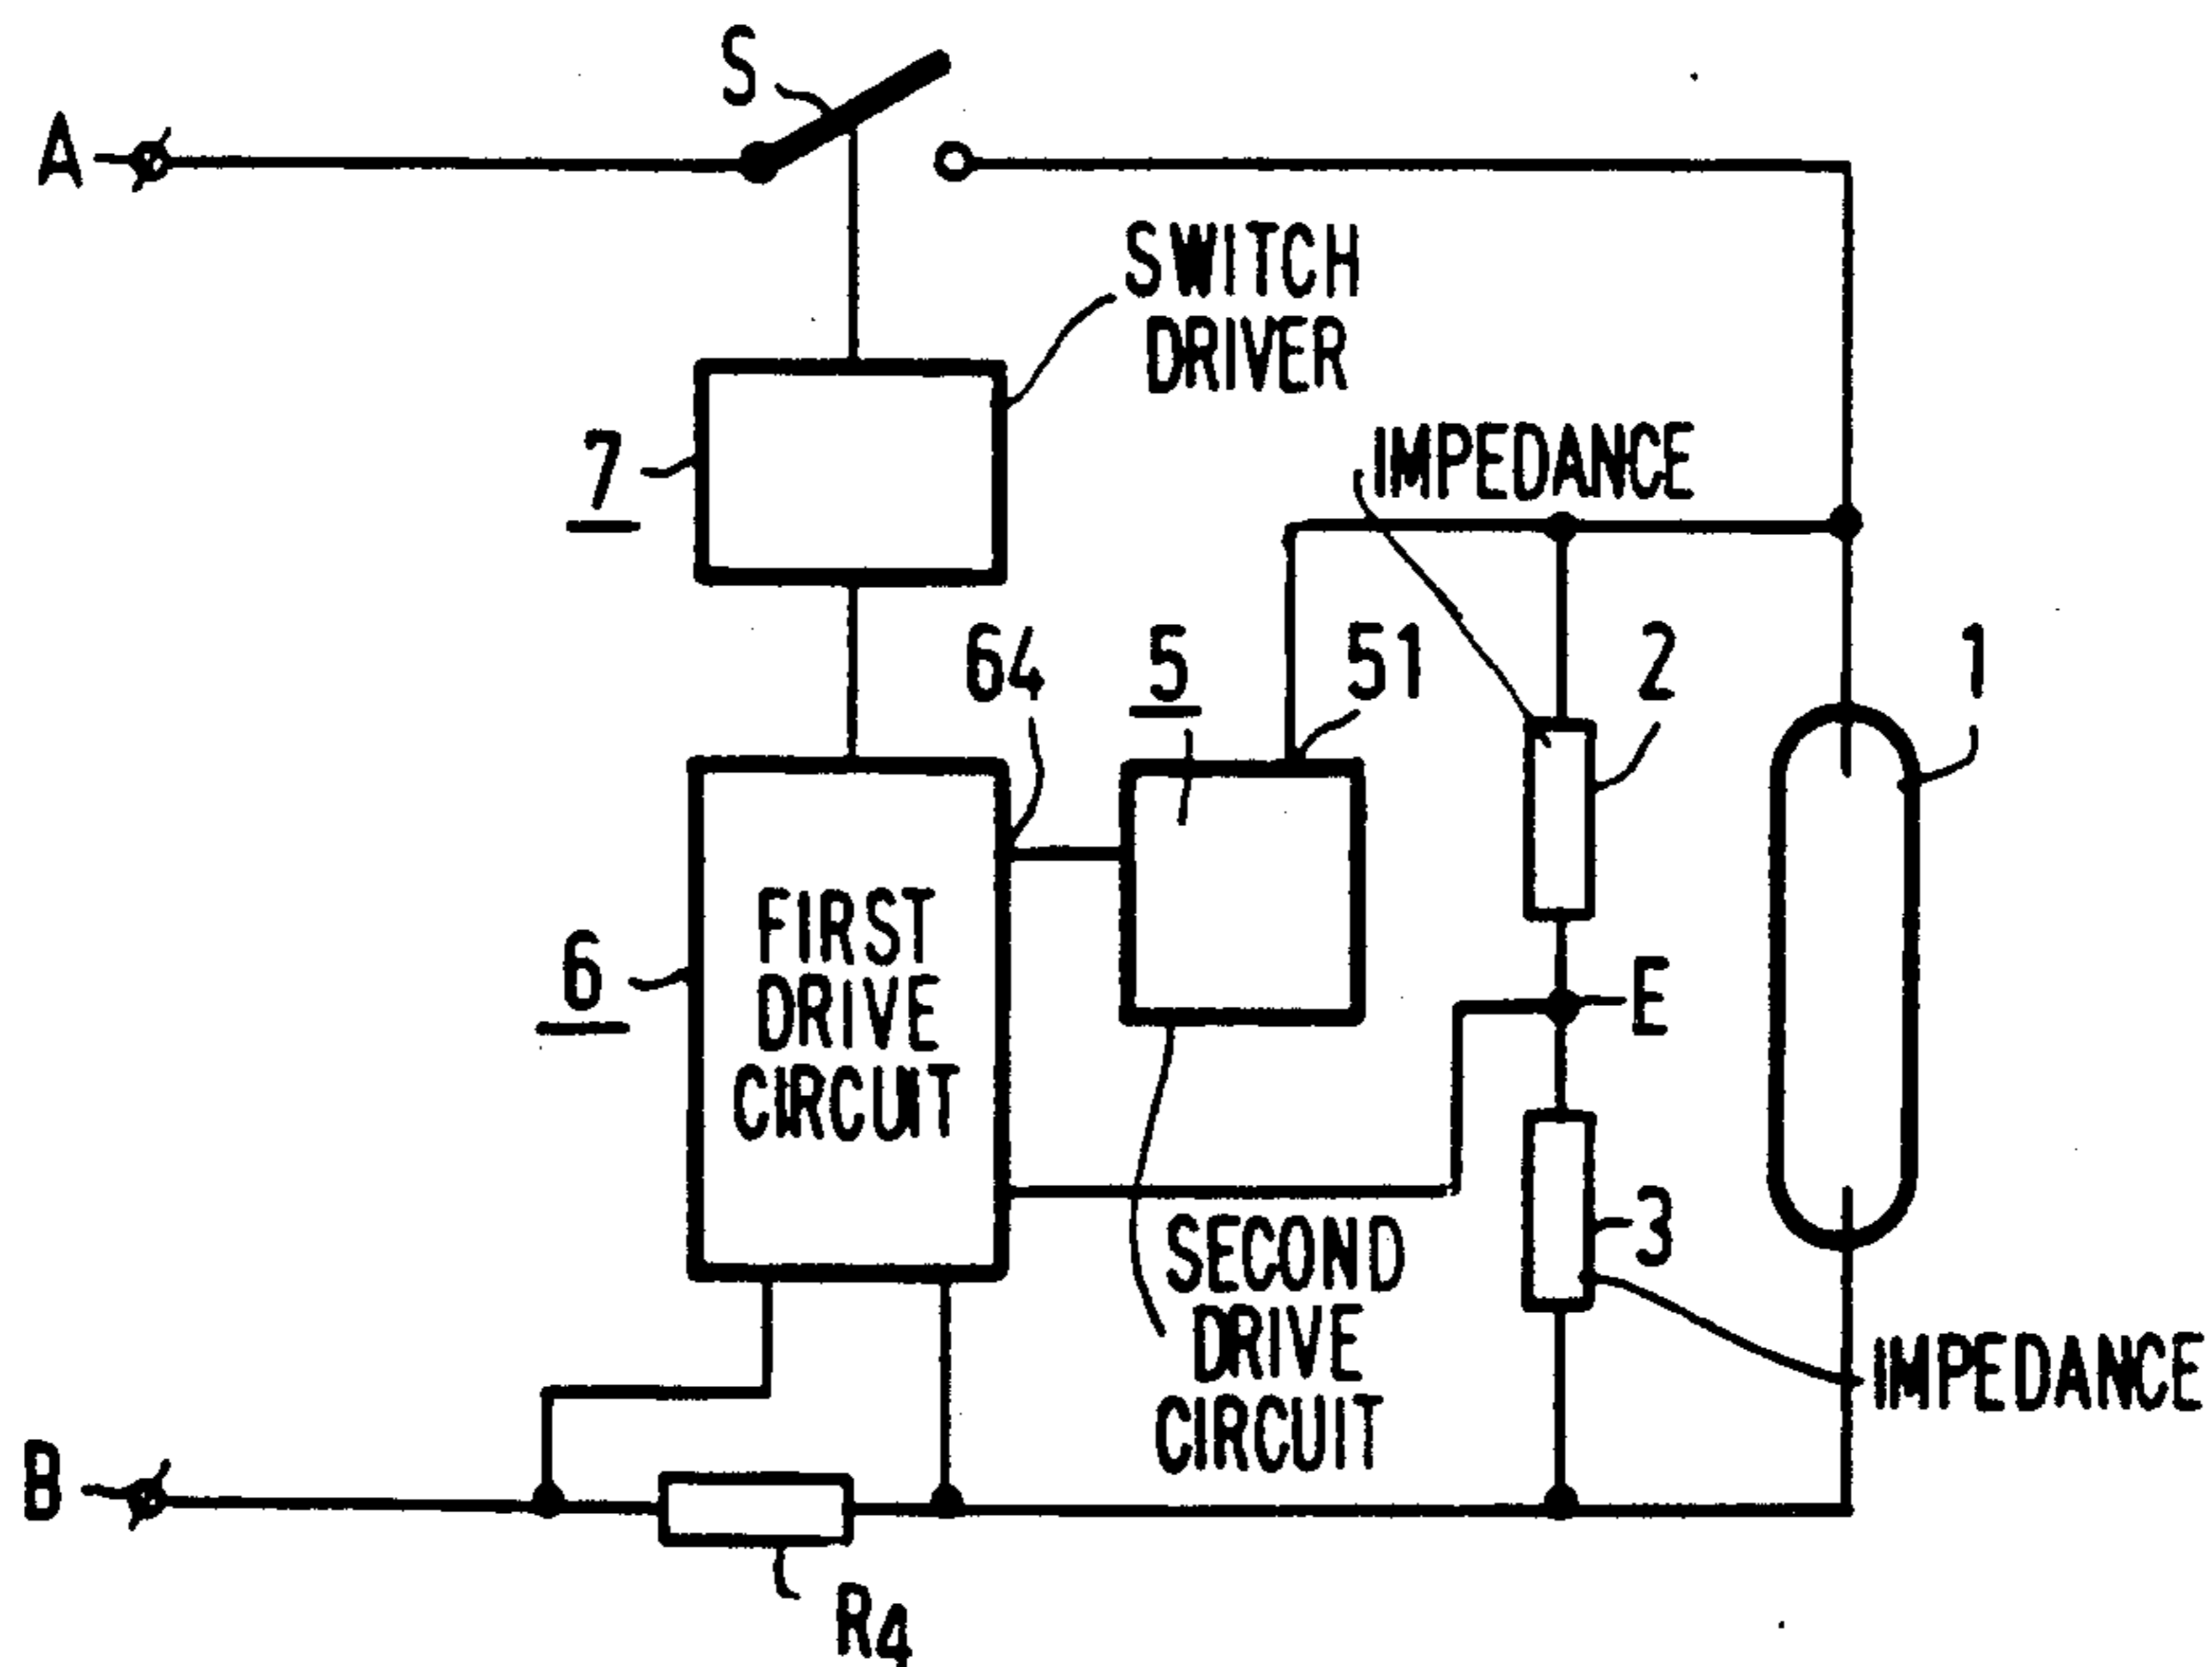 S
A
SWITCH
DRIVER
7
IMPEDANCE
64
5
51
2
1
FIRST
DRIVE
CIRCUIT
6
E
3
SECOND
DRIVE
CIRCUIT
IMPEDANCE
B
R4